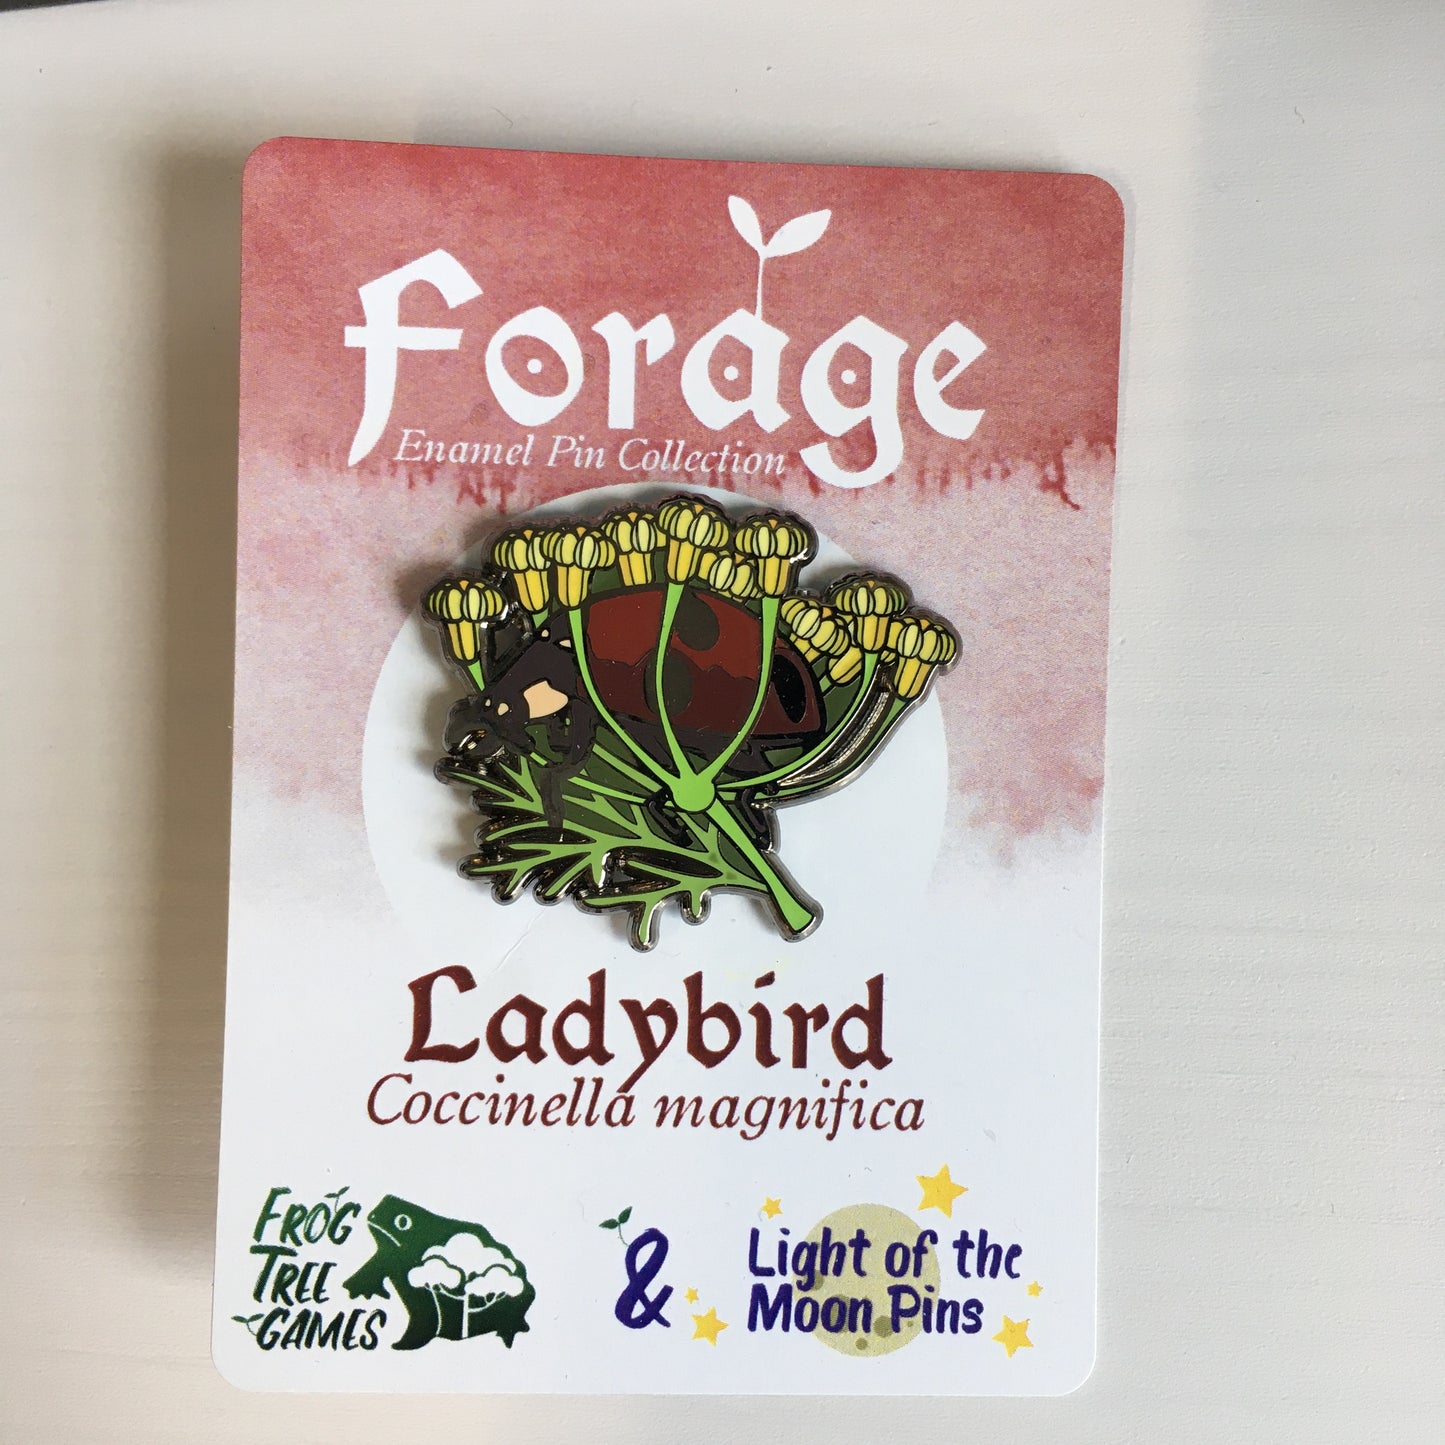 Forage
Enamel Pin Collection
Ladybird
Coccinella magnifica
FROG
TREE
GAMES
&
Light of the
Moon Pins